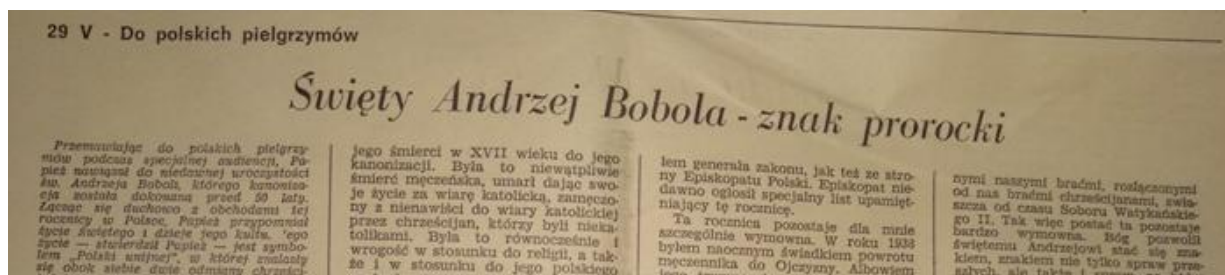 29 V - Do polskich pielgrzymów
Święty Andrzej Bobola - znak prorocki
Przemawiając do polskich pielgrzy-
mów podczas specjalnej audiencji, Pa-
pież nawiązał do niedawnej uroczystości
św. Andrzeja Boboli, którego kanoniza-
cja została dokonana przed 50 laty.
Łącząc się duchowo z obchodami tej
rocznicy w Polsce, Papież przypomniał
życie świętego i dzieje jego kultu.
życie — stwierdził Papież — jest symbo-
lem „Polski unijnej", w której znalazły
się obok siebie dwie odmiany chrześci-
jego śmierci w XVII wieku do jego
kanonizacji. Była to niewątpliwie
śmierć męczeńska, umarł dając swo-
je życie za wiarę katolicką, zamęczo-
ny z nienawiści do wiary katolickiej
przez chrześcijan, którzy byli nieka-
tolikami. Była to równocześnie i
wrogość w stosunku do religii, a tak-
że i w stosunku do jego polskiego
lem generała zakonu, jak też ze stro-
ny Episkopatu Polski. Episkopat nie-
dawno ogłosił specjalny list upamięt-
niający tę rocznicę.
Ta rocznica pozostaje dla mnie
szczególnie wymowna. W roku 1938
byłem naocznym świadkiem powrotu
męczennika do Ojczyzny. Albowiem
nymi naszymi braćmi, rozłączonymi
od nas braćmi chrześcijanami, zwła-
szcza od czasu Soboru Watykańskie-
go II. Tak więc postać ta pozostaje
bardzo wymowna. Bóg pozwolił
świętemu Andrzejowi stać się zna-
kiem, znakiem nie tylko spraw prze-
szłych, ale także i